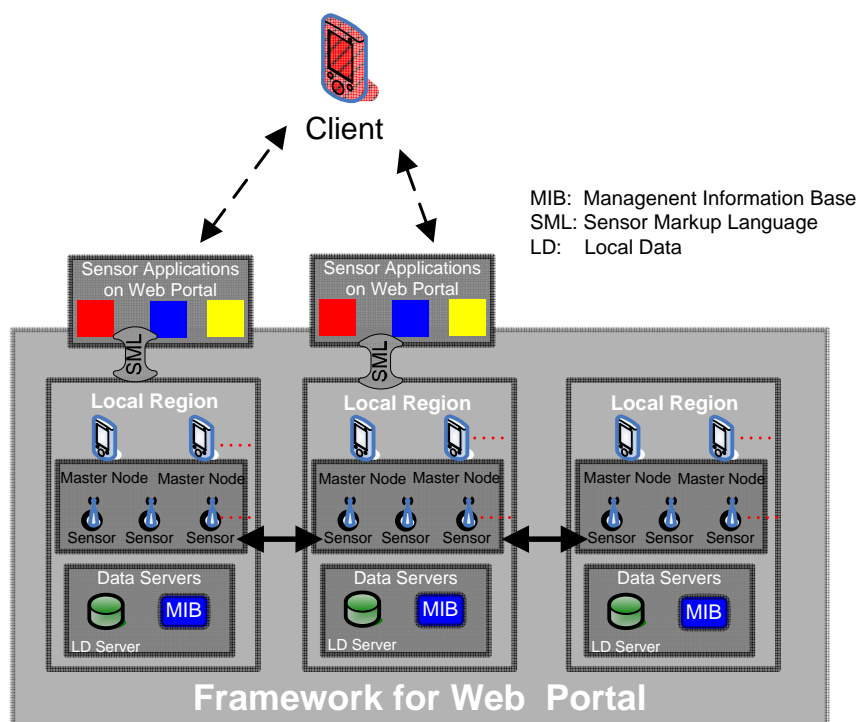 Client
MIB: Managenent Information Base
SML: Sensor Markup Language
LD: Local Data
Sensor Applications
on Web Portal
SML
Sensor Applications
on Web Portal
SML
Local Region
Master Node Master Node
Sensor Sensor Sensor
Data Servers
MIB
LD Server
Local Region
Master Node Master Node
Sensor Sensor Sensor
Data Servers
MIB
LD Server
Local Region
Master Node Master Node
Sensor Sensor Sensor
Data Servers
MIB
LD Server
Framework for Web Portal